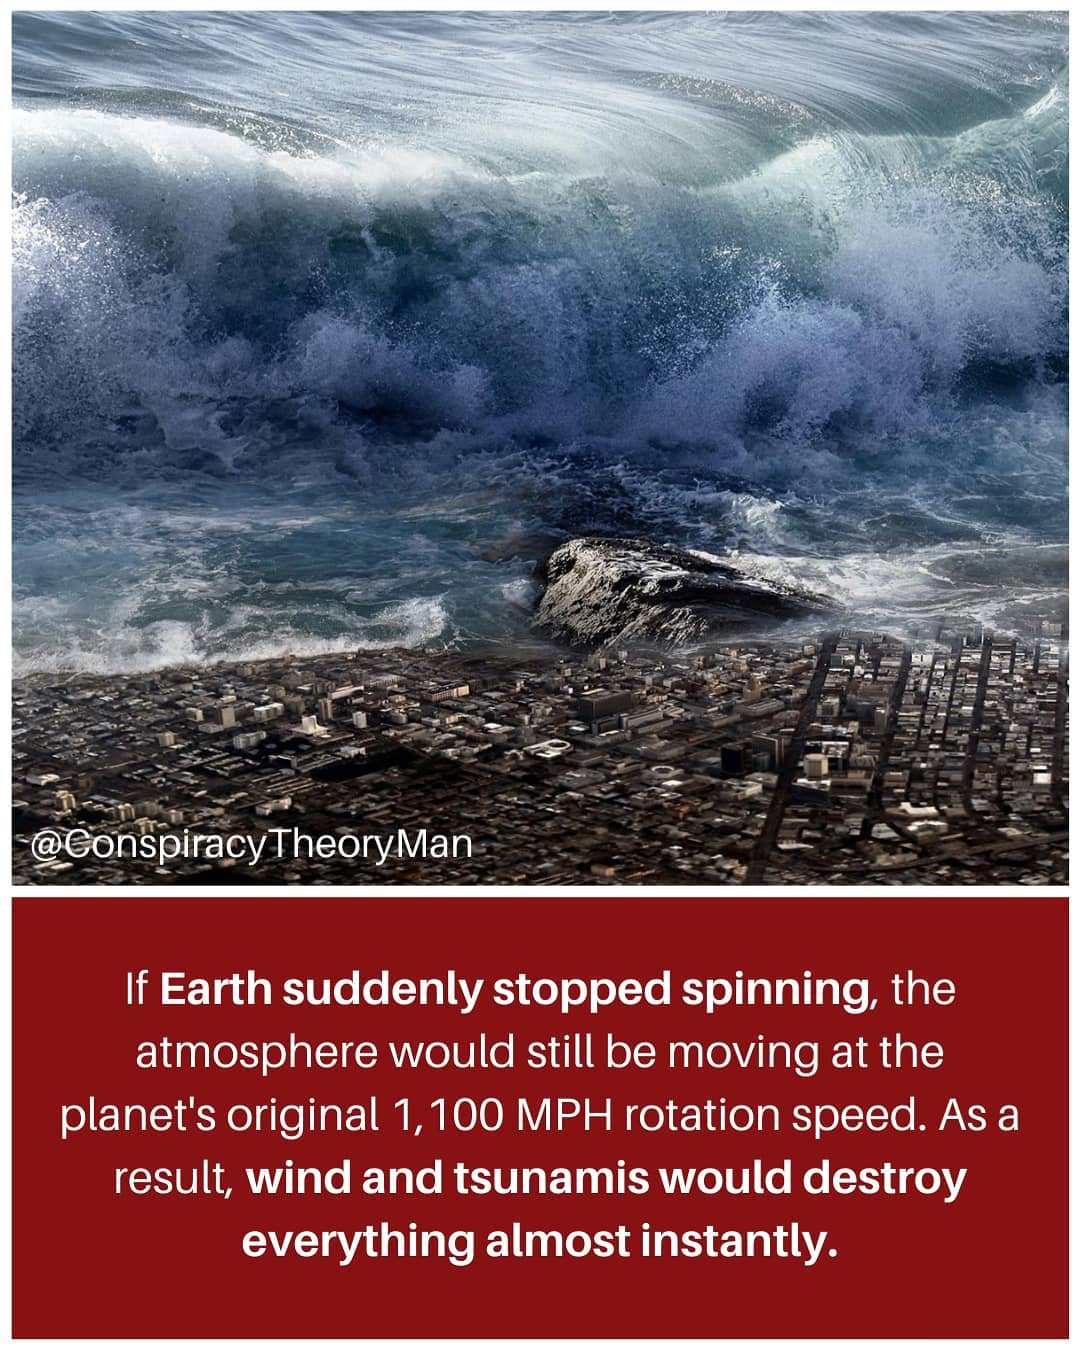 @ConspiracyTheoryMan
If Earth suddenly stopped spinning, the
atmosphere would still be moving at the
planet's original 1,100 MPH rotation speed. As a
result, wind and tsunamis would destroy
everything almost instantly.